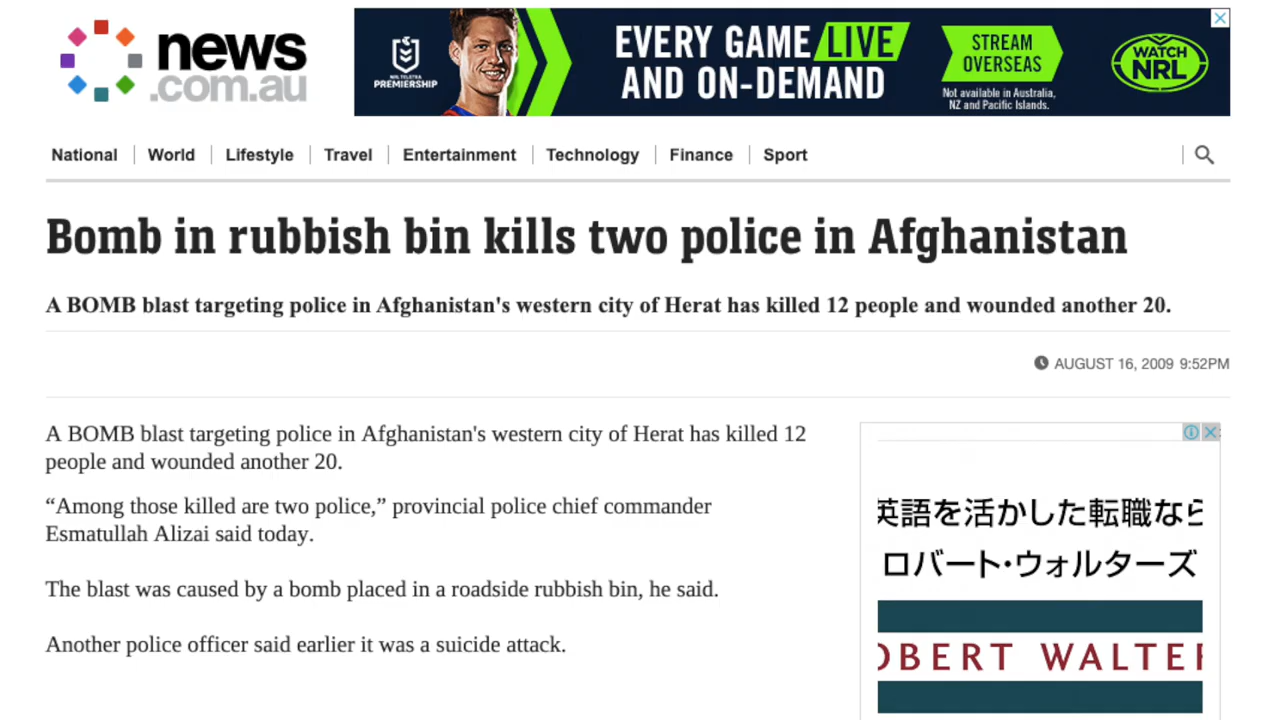 news
.com.au
NRL TELSTRA
PREMIERSHIP
EVERY GAME LIVE
AND ON-DEMAND
STREAM
OVERSEAS
Not available in Australia,
NZ and Pacific Islands.
WATCH
NRL
National World Lifestyle Travel Entertainment Technology Finance Sport
Bomb in rubbish bin kills two police in Afghanistan
A BOMB blast targeting police in Afghanistan's western city of Herat has killed 12 people and wounded another 20.
AUGUST 16, 2009 9:52PM
A BOMB blast targeting police in Afghanistan's western city of Herat has killed 12
people and wounded another 20.
“Among those killed are two police,” provincial police chief commander
Esmatullah Alizai said today.
The blast was caused by a bomb placed in a roadside rubbish bin, he said.
Another police officer said earlier it was a suicide attack.
英語を活かした転職なら
ロバート・ウォルターズ
OBERT WALTER